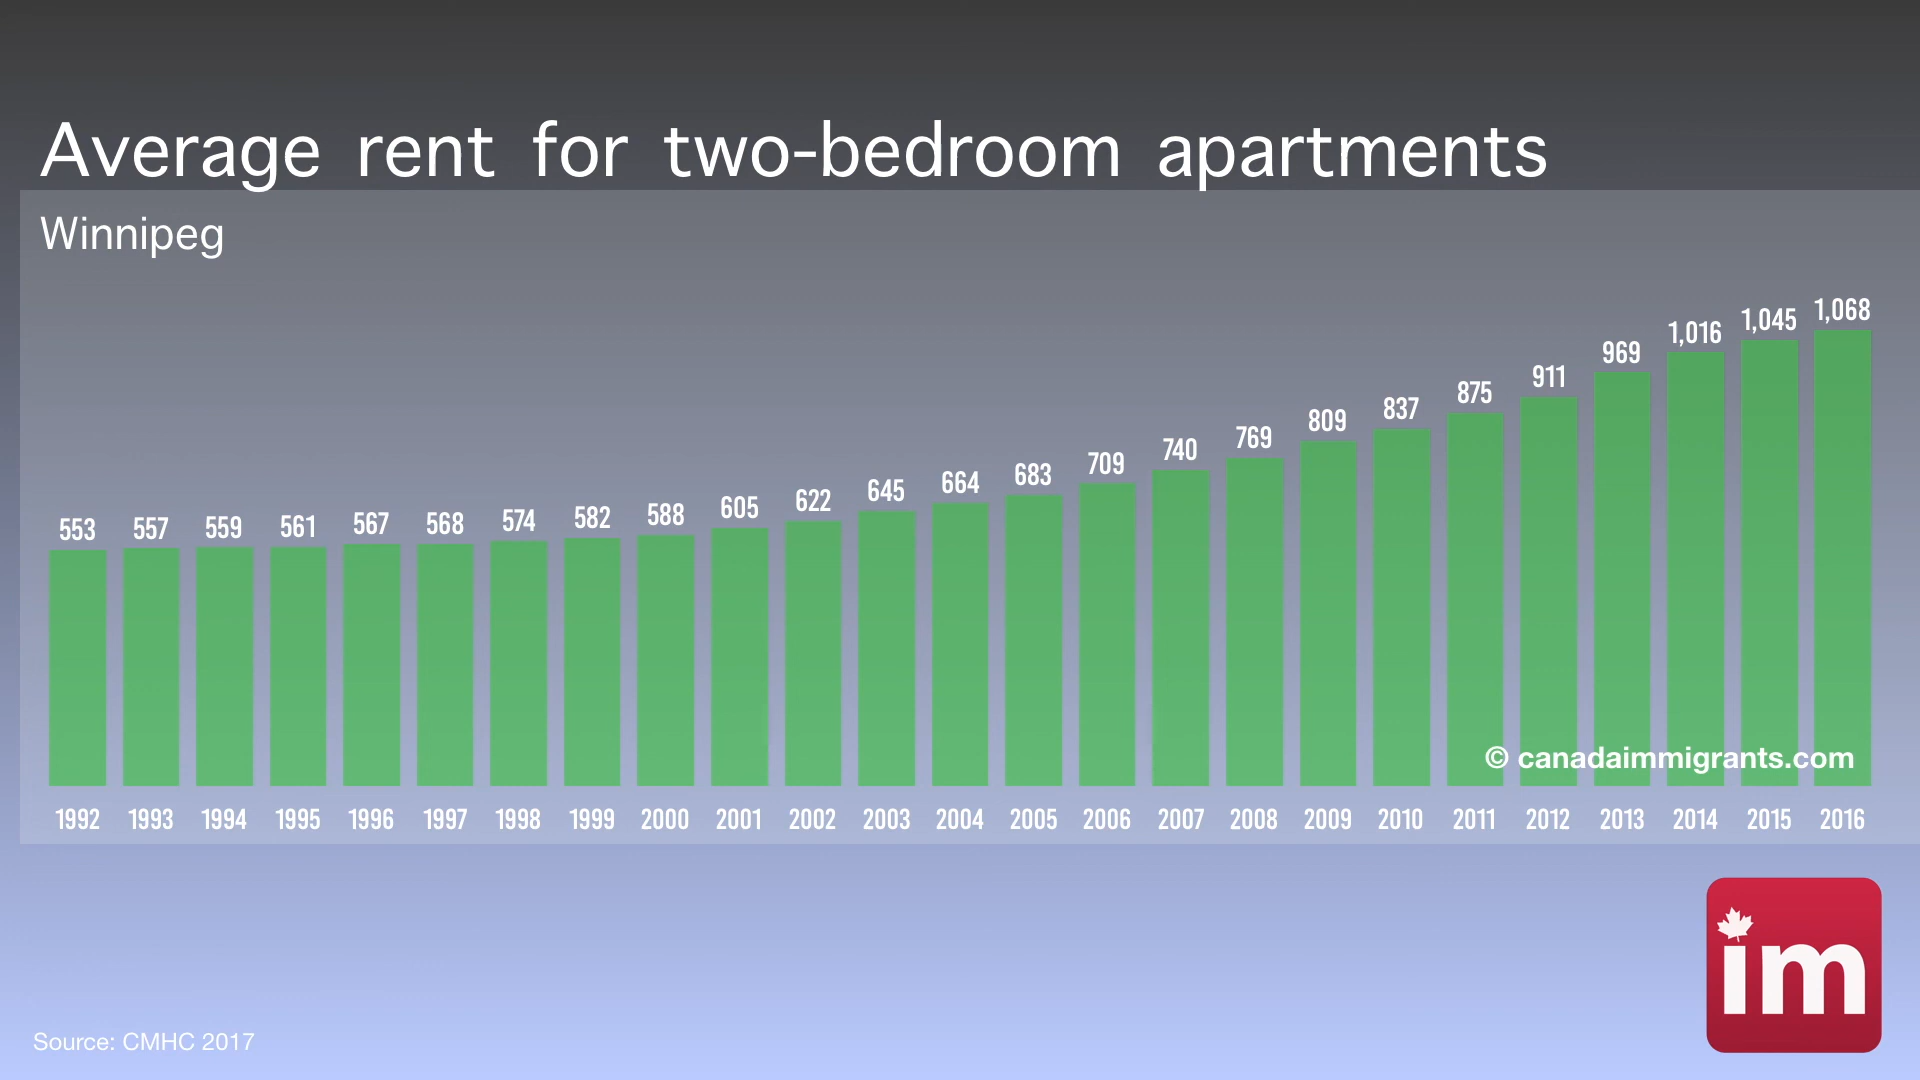 Average rent for two-bedroom apartments
Winnipeg
553 557 559 561 567 568 574 582 588 605 622 645 664 683 709 740 769 809 837 875 911 969 1,016 1,045 1,068
© canadaimmigrants.com
1992 1993 1994 1995 1996 1997 1998 1999 2000 2001 2002 2003 2004 2005 2006 2007 2008 2009 2010 2011 2012 2013 2014 2015 2016
im
Source: CMHC 2017